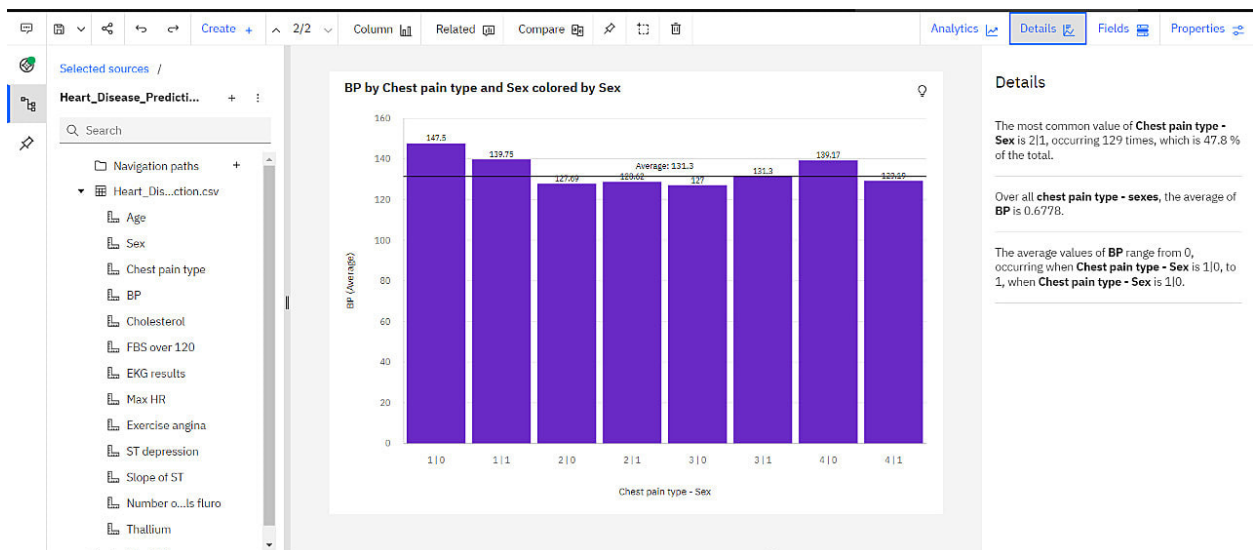 Create +
2/2
Column
Related
Compare
Analytics
Details
Fields
Properties
Selected sources /
Heart_Disease_Predicti... +
Search
Navigation paths +
Heart_Dis...ction.csv
Age
Sex
Chest pain type
BP
Cholesterol
FBS over 120
EKG results
Max HR
Exercise angina
ST depression
Slope of ST
Number o...ls fluro
Thallium
BP by Chest pain type and Sex colored by Sex
BP (Average)
160
140
120
100
80
60
40
20
0
147.5
139.75
127.69
128.62
127
131.3
139.17
129.19
Average: 131.3
1|0
1|1
2|0
2|1
3|0
3|1
4|0
4|1
Chest pain type - Sex
Details
The most common value of Chest pain type -
Sex is 2|1, occurring 129 times, which is 47.8 %
of the total.
Over all chest pain type - sexes, the average of
BP is 0.6778.
The average values of BP range from 0,
occurring when Chest pain type - Sex is 1|0, to
1, when Chest pain type - Sex is 1|0.